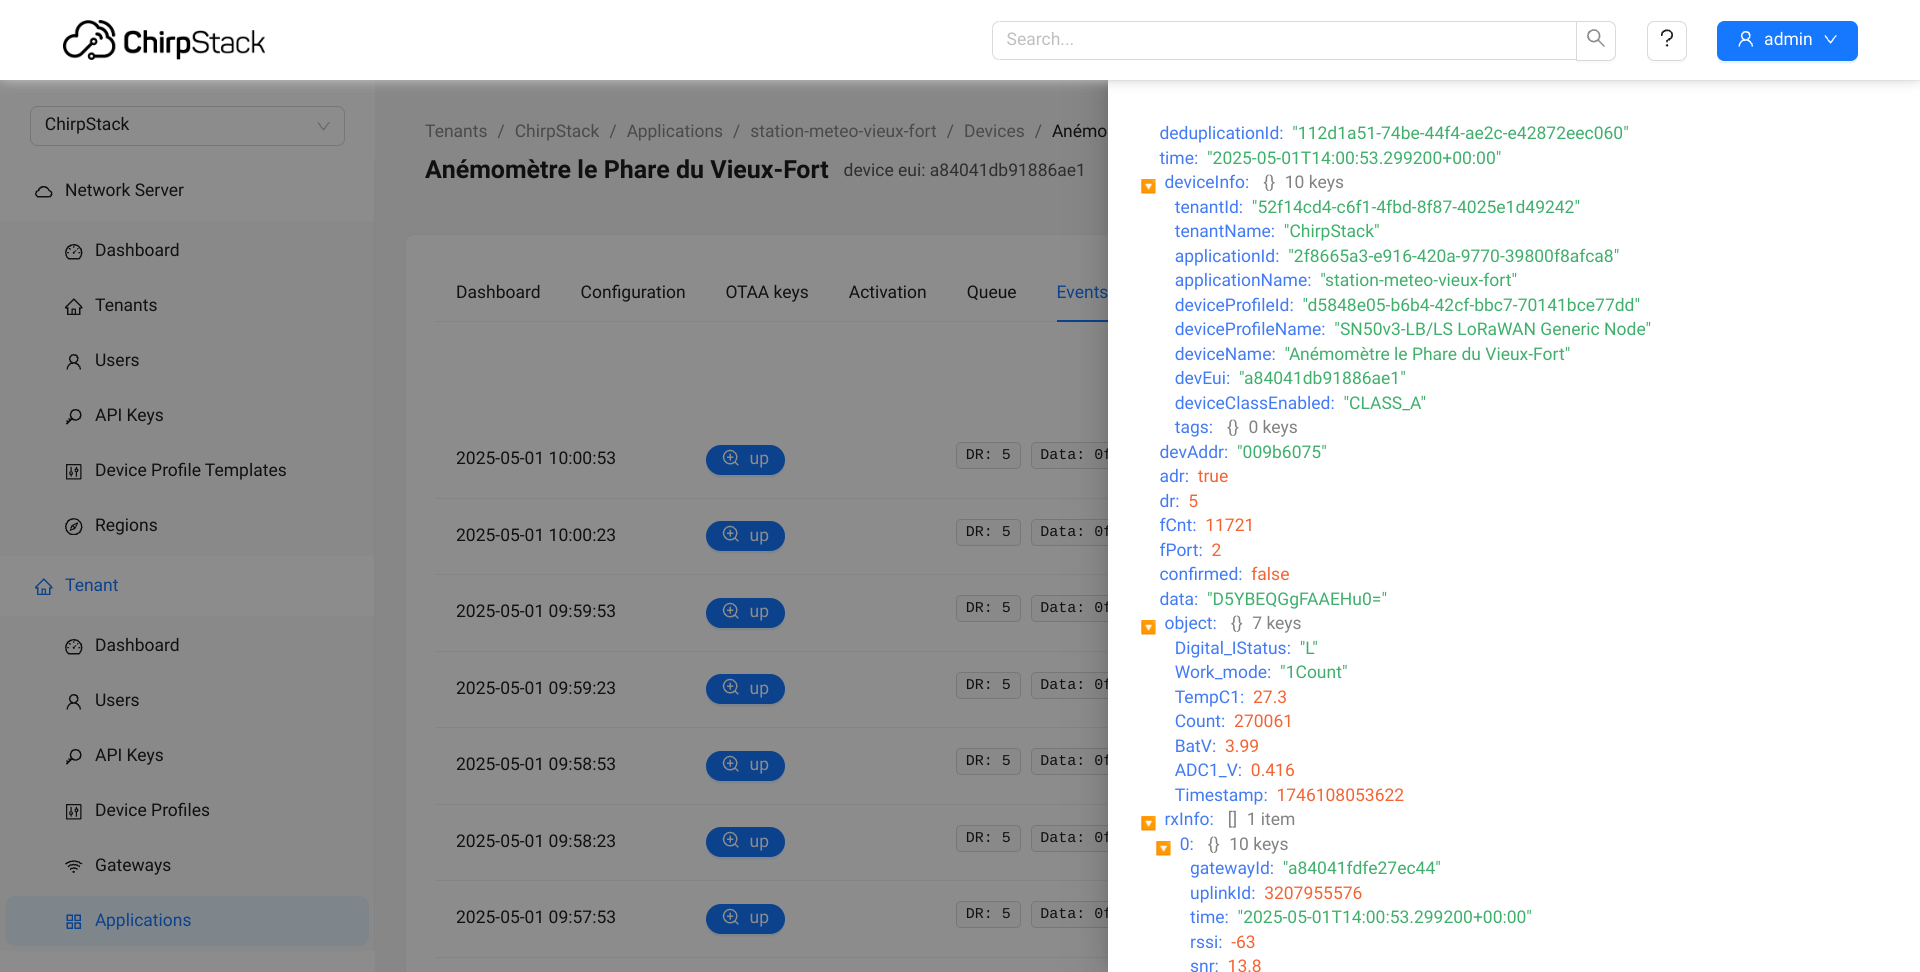 ChirpStack
Search...
?
admin
ChirpStack
Network Server
Dashboard
Tenants
Users
API Keys
Device Profile Templates
Regions
Tenant
Dashboard
Users
API Keys
Device Profiles
Gateways
Applications
Tenants / ChirpStack / Applications / station-meteo-vieux-fort / Devices / Anémo
Anémomètre le Phare du Vieux-Fort device eui: a84041db91886ae1
Dashboard Configuration OTAA keys Activation Queue Events
2025-05-01 10:00:53 up DR: 5 Data: 0f
2025-05-01 10:00:23 up DR: 5 Data: 0f
2025-05-01 09:59:53 up DR: 5 Data: 0f
2025-05-01 09:59:23 up DR: 5 Data: 0f
2025-05-01 09:58:53 up DR: 5 Data: 0f
2025-05-01 09:58:23 up DR: 5 Data: 0f
2025-05-01 09:57:53 up DR: 5 Data: 0f
deduplicationId: "112d1a51-74be-44f4-ae2c-e42872eec060"
time: "2025-05-01T14:00:53.299200+00:00"
deviceInfo: {} 10 keys
tenantId: "52f14cd4-c6f1-4fbd-8f87-4025e1d49242"
tenantName: "ChirpStack"
applicationId: "2f8665a3-e916-420a-9770-39800f8afca8"
applicationName: "station-meteo-vieux-fort"
deviceProfileId: "d5848e05-b6b4-42cf-bbc7-70141bce77dd"
deviceProfileName: "SN50v3-LB/LS LoRaWAN Generic Node"
deviceName: "Anémomètre le Phare du Vieux-Fort"
devEui: "a84041db91886ae1"
deviceClassEnabled: "CLASS_A"
tags: {} 0 keys
devAddr: "009b6075"
adr: true
dr: 5
fCnt: 11721
fPort: 2
confirmed: false
data: "D5YBEQGgFAAEHu0="
object: {} 7 keys
Digital_IStatus: "L"
Work_mode: "1Count"
TempC1: 27.3
Count: 270061
BatV: 3.99
ADC1_V: 0.416
Timestamp: 1746108053622
rxInfo: [] 1 item
0: {} 10 keys
gatewayId: "a84041fdfe27ec44"
uplinkId: 3207955576
time: "2025-05-01T14:00:53.299200+00:00"
rssi: -63
snr: 13.8